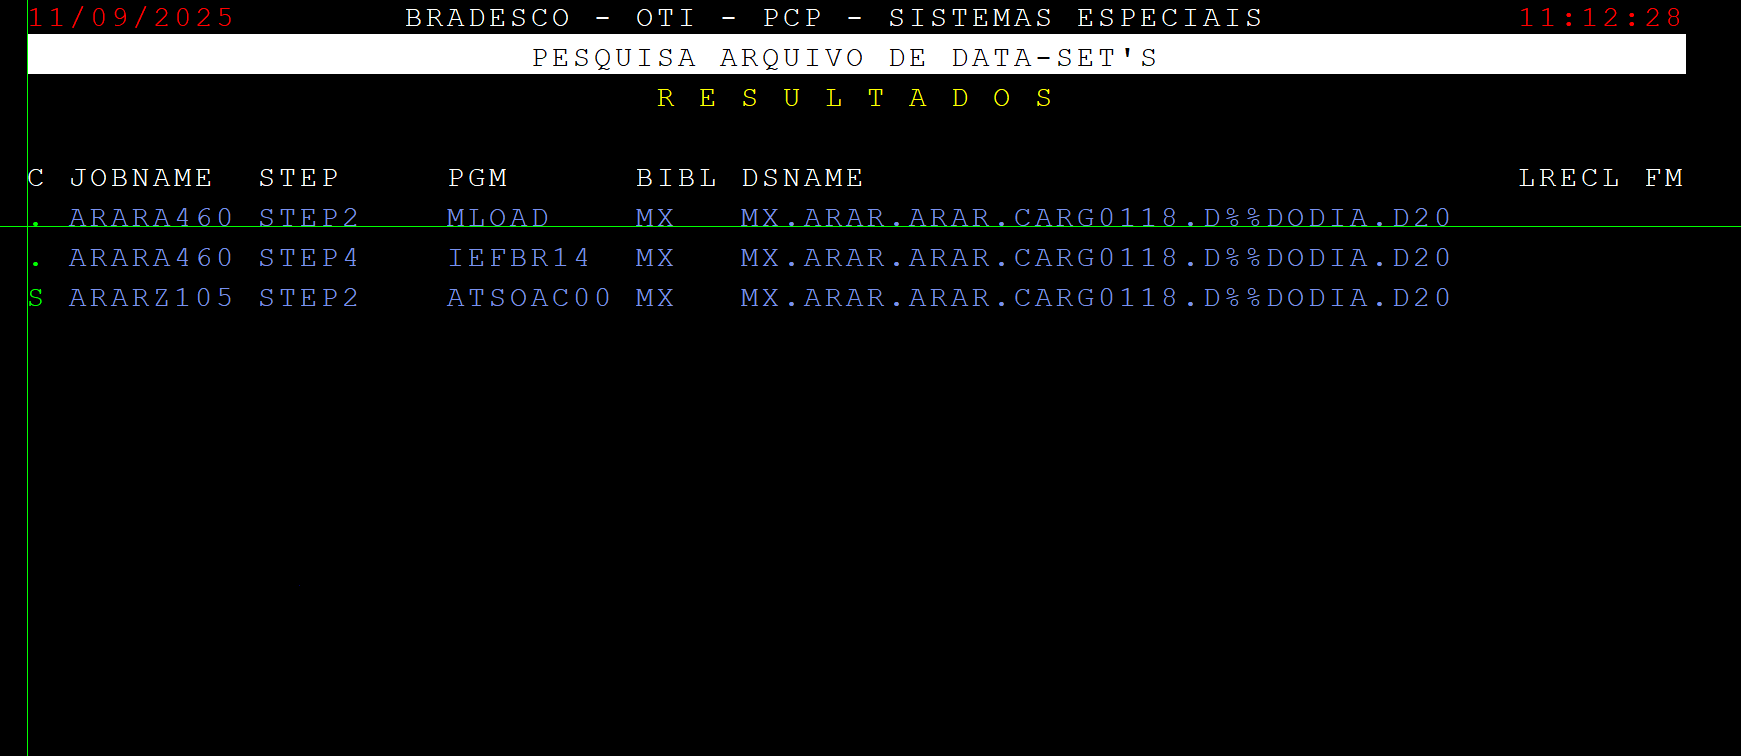 11/09/2025 BRADESCO - OTI - PCP - SISTEMAS ESPECIAIS 11:12:28
PESQUISA ARQUIVO DE DATA-SET'S
R E S U L T A D O S
C JOBNAME STEP PGM BIBL DSNAME LRECL FM
. ARARA460 STEP2 MLOAD MX MX.ARAR.ARAR.CARG0118.D%%DODIA.D20
. ARARA460 STEP4 IEFBR14 MX MX.ARAR.ARAR.CARG0118.D%%DODIA.D20
S ARARZ105 STEP2 ATSOAC00 MX MX.ARAR.ARAR.CARG0118.D%%DODIA.D20